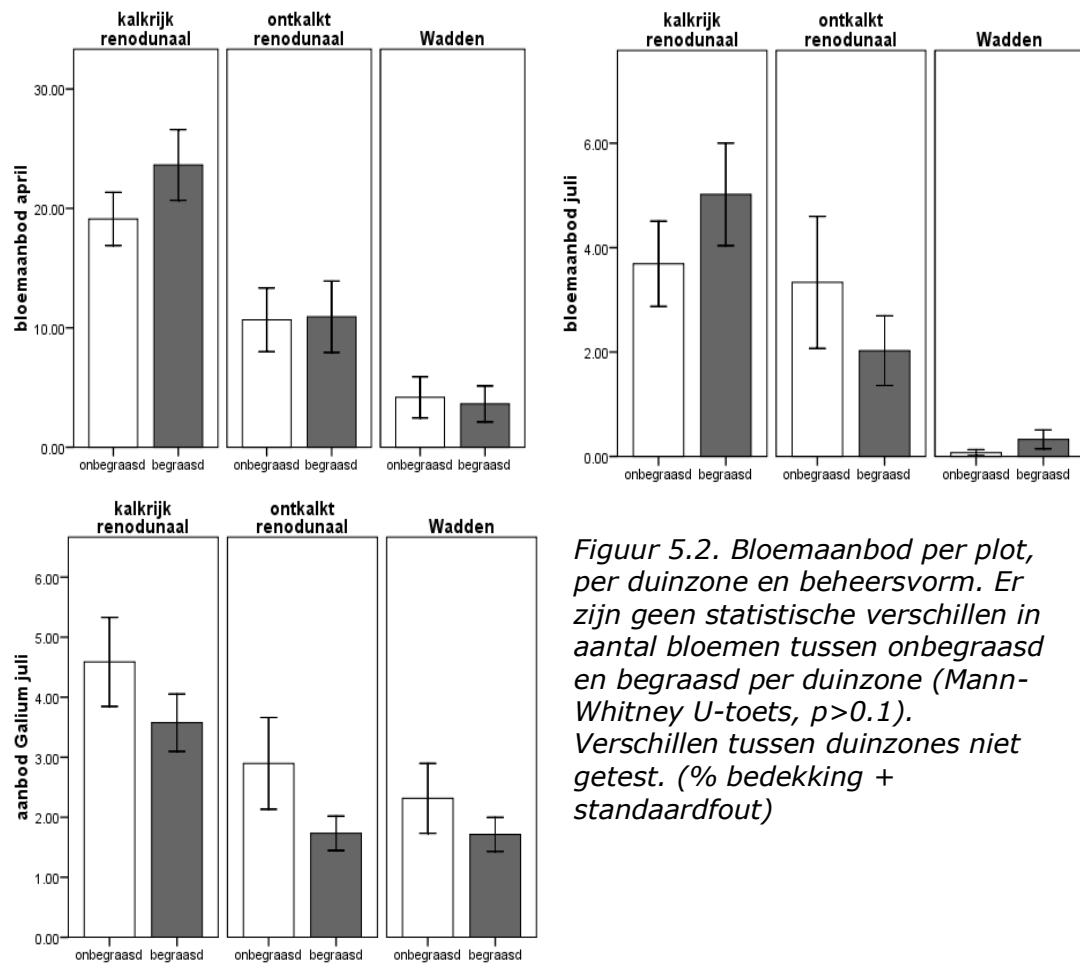 kalkrijk renodunaal
ontkalkt renodunaal
Wadden
bloemaanbod april
30.00
20.00
10.00
0.00
onbegraasd begraasd onbegraasd begraasd onbegraasd begraasd
kalkrijk renodunaal
ontkalkt renodunaal
Wadden
bloemaanbod juli
6.00
4.00
2.00
0.00
onbegraasd begraasd onbegraasd begraasd onbegraasd begraasd
kalkrijk renodunaal
ontkalkt renodunaal
Wadden
aanbod Galium juli
6.00
5.00
4.00
3.00
2.00
1.00
0.00
onbegraasd begraasd onbegraasd begraasd onbegraasd begraasd
Figuur 5.2. Bloemaanbod per plot,
per duinzone en beheersvorm. Er
zijn geen statistische verschillen in
aantal bloemen tussen onbegraasd
en begraasd per duinzone (Mann-
Whitney U-toets, p>0.1).
Verschillen tussen duinzones niet
getest. (% bedekking +
standaardfout)